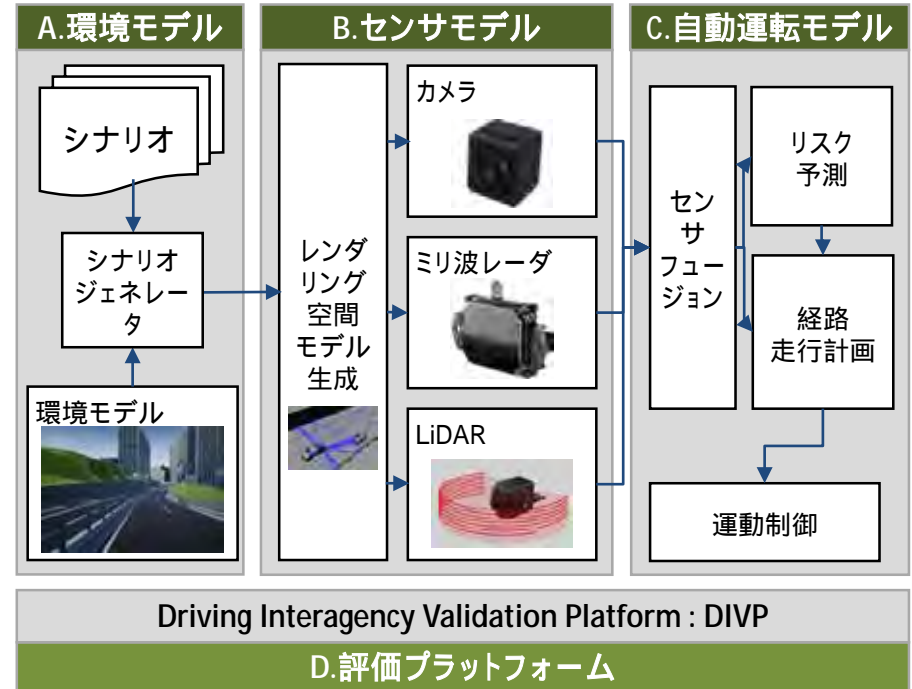 A.環境モデル
シナリオ
シナリオ
ジェネレー
タ
環境モデル
B.センサモデル
レンダ
リング
空間
モデル
生成
カメラ
ミリ波レーダ
LiDAR
C.自動運転モデル
セン
サ
フュー
ジョン
リスク
予測
経路
走行計画
運動制御
Driving Interagency Validation Platform : DIVP
D.評価プラットフォーム